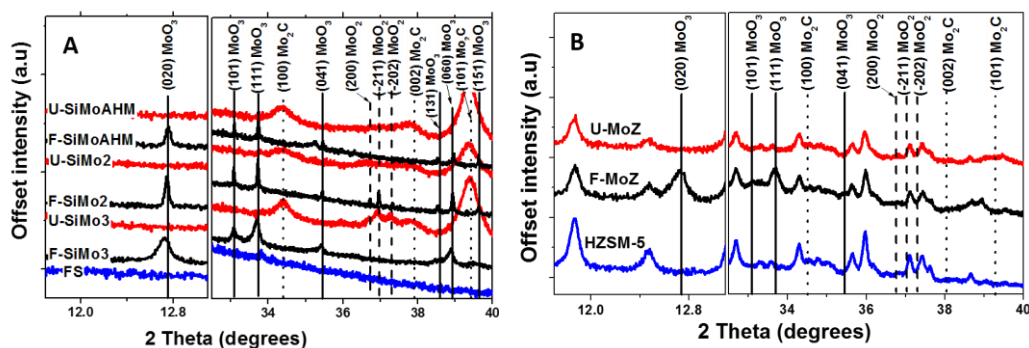 A
Offset intensity (a.u)
(020) MoO3
(101) MoO3
(111) MoO3
(100) Mo2C
(041) MoO3
(200) MoO2
(-211) MoO2
(-202) MoO2
(002) Mo2C
(131) MoO3
(060) MoO3
(101) Mo2C
(151) MoO3
U-SiMoAHM
F-SiMoAHM
U-SiMo2
F-SiMo2
U-SiMo3
F-SiMo3
FS
12.0 12.8 34 36 38 40
2 Theta (degrees)
B
Offset intensity (a.u)
(020) MoO3
(101) MoO3
(111) MoO3
(100) Mo2C
(041) MoO3
(200) MoO2
(-211) MoO2
(-202) MoO2
(002) Mo2C
(101) Mo2C
U-MoZ
F-MoZ
HZSM-5
12.0 12.8 34 36 38 40
2 Theta (degrees)